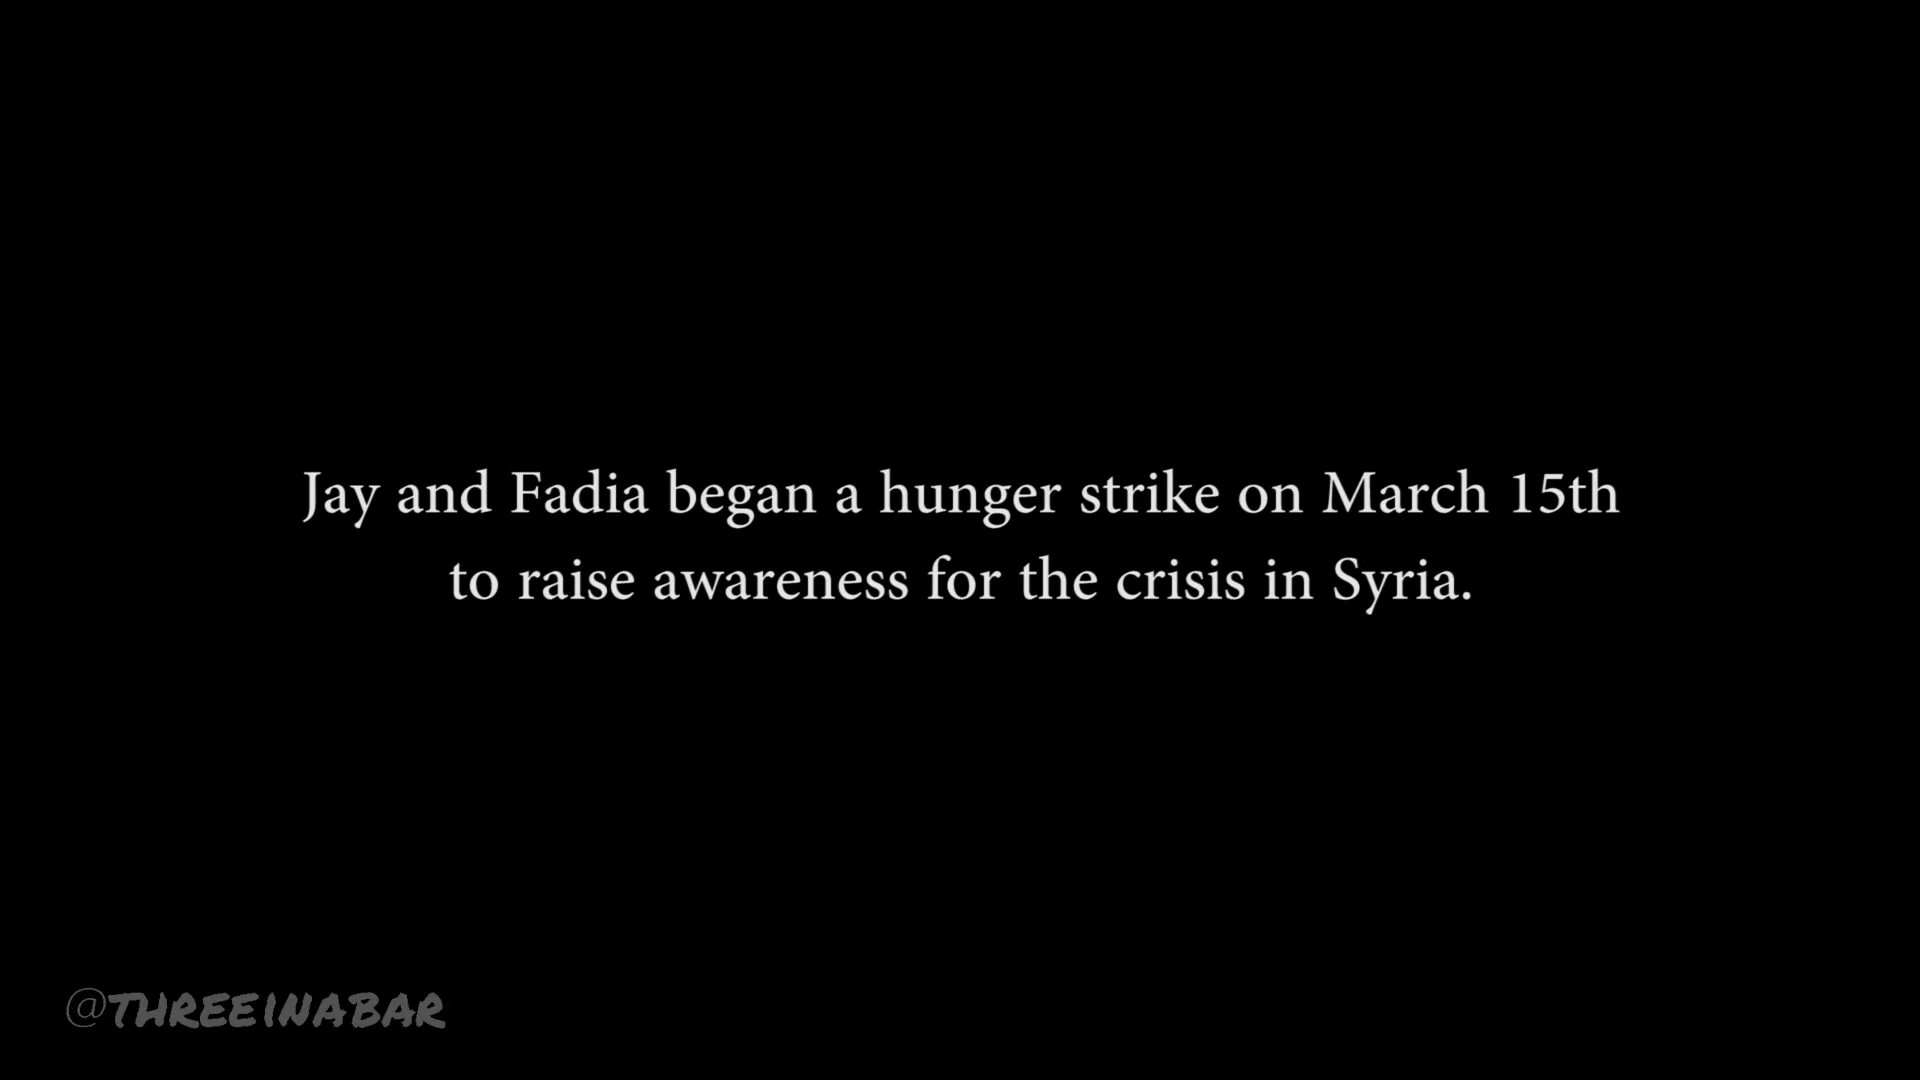 Jay and Fadia began a hunger strike on March 15th
to raise awareness for the crisis in Syria.
@THREEINABAR